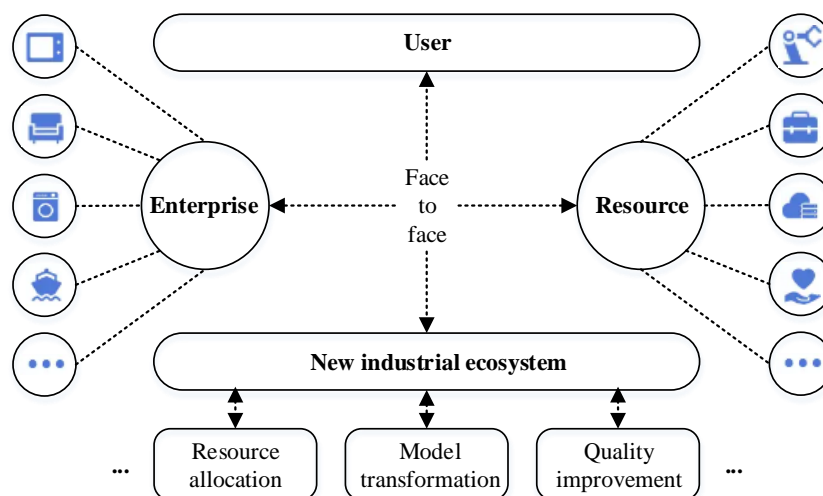 User
Face
to
face
Enterprise
Resource
New industrial ecosystem
...
Resource
allocation
Model
transformation
Quality
improvement
...